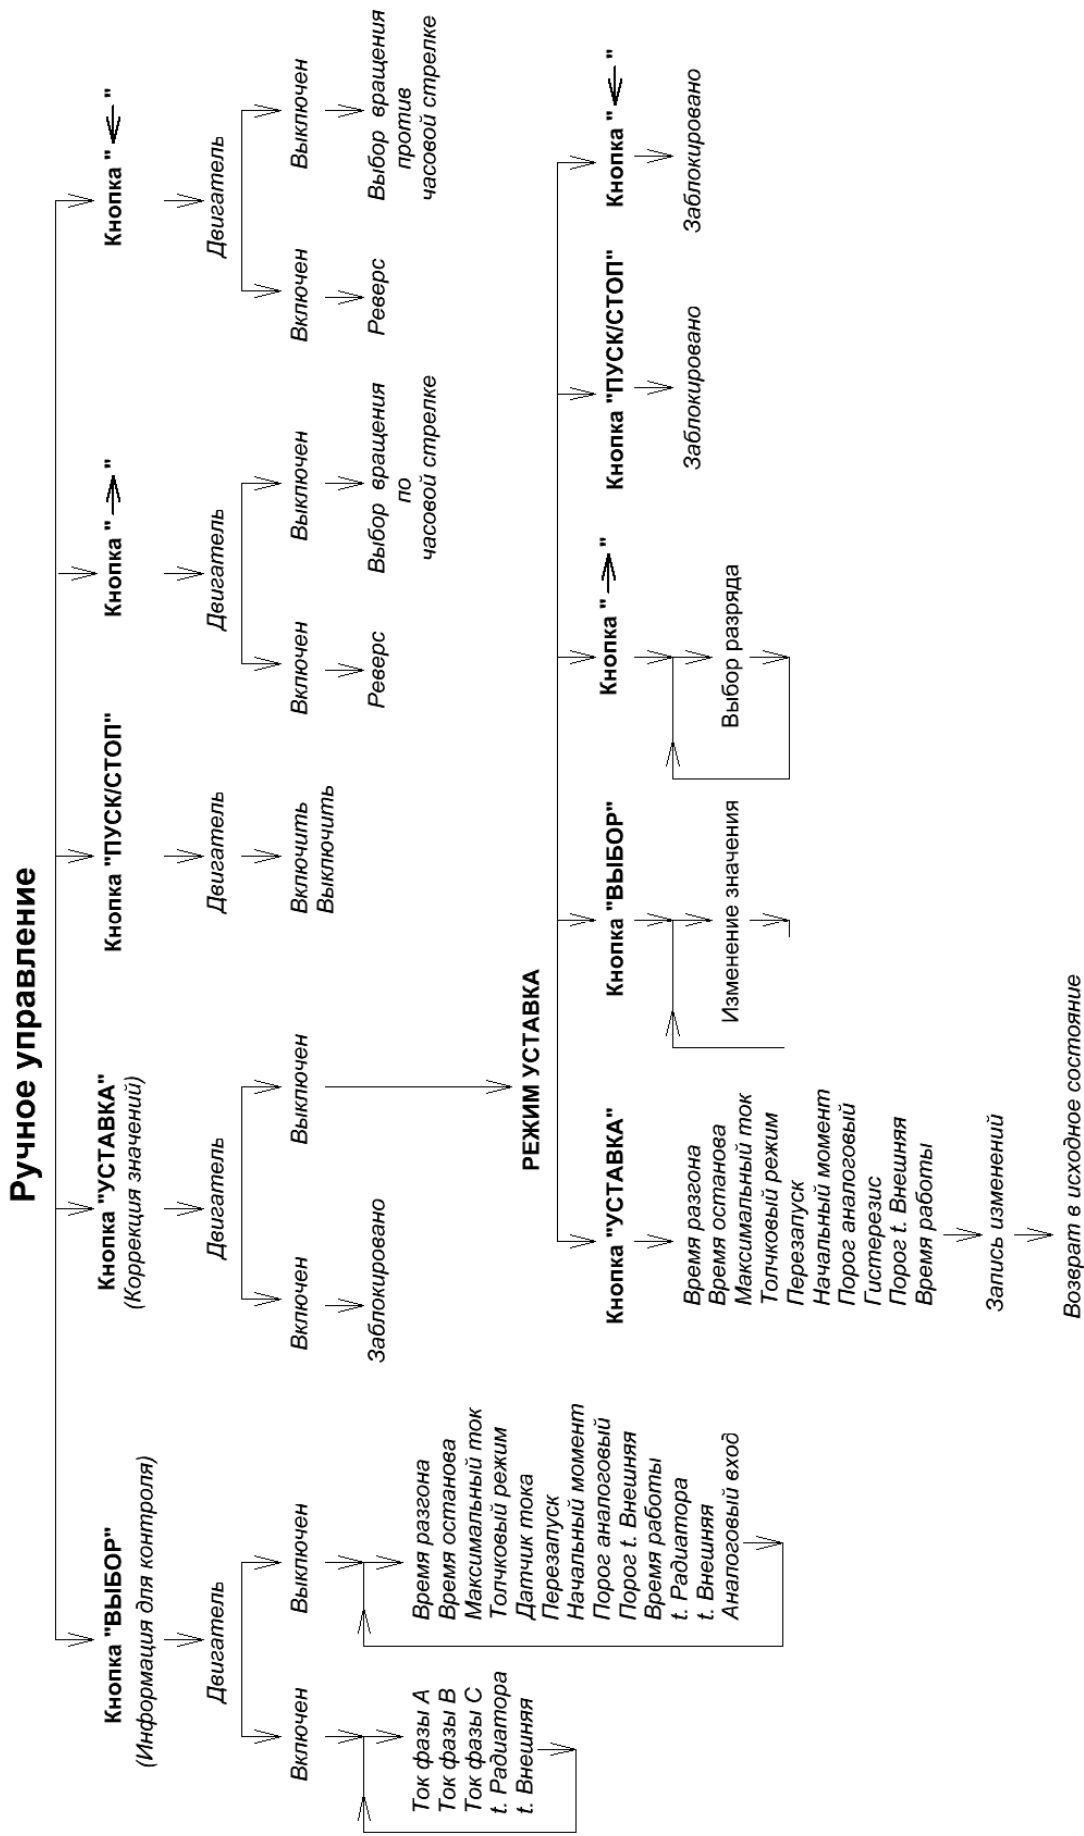 Ручное управление
Кнопка "ВЫБОР"
(Информация для контроля)
Двигатель
Включен
Ток фазы А
Ток фазы В
Ток фазы С
t. Радиатора
t. Внешняя
Выключен
Время разгона
Время останова
Максимальный ток
Толчковый режим
Датчик тока
Перезапуск
Начальный момент
Порог аналоговый
Порог t. Внешняя
Время работы
t. Радиатора
t. Внешняя
Аналоговый вход
Кнопка "УСТАВКА"
(Коррекция значений)
Двигатель
Включен
Заблокировано
Выключен
Кнопка "ПУСК/СТОП"
Двигатель
Включить
Выключить
Кнопка "→"
Двигатель
Включен
Реверс
Выключен
Выбор вращения
по
часовой стрелке
Кнопка "←"
Двигатель
Включен
Реверс
Выключен
Выбор вращения
против
часовой стрелке
РЕЖИМ УСТАВКА
Кнопка "УСТАВКА"
Время разгона
Время останова
Максимальный ток
Толчковый режим
Перезапуск
Начальный момент
Порог аналоговый
Гистерезис
Порог t. Внешняя
Время работы
Запись изменений
Возврат в исходное состояние
Кнопка "ВЫБОР"
Изменение значения
Кнопка "→"
Выбор разряда
Кнопка "ПУСК/СТОП"
Заблокировано
Кнопка "←"
Заблокировано